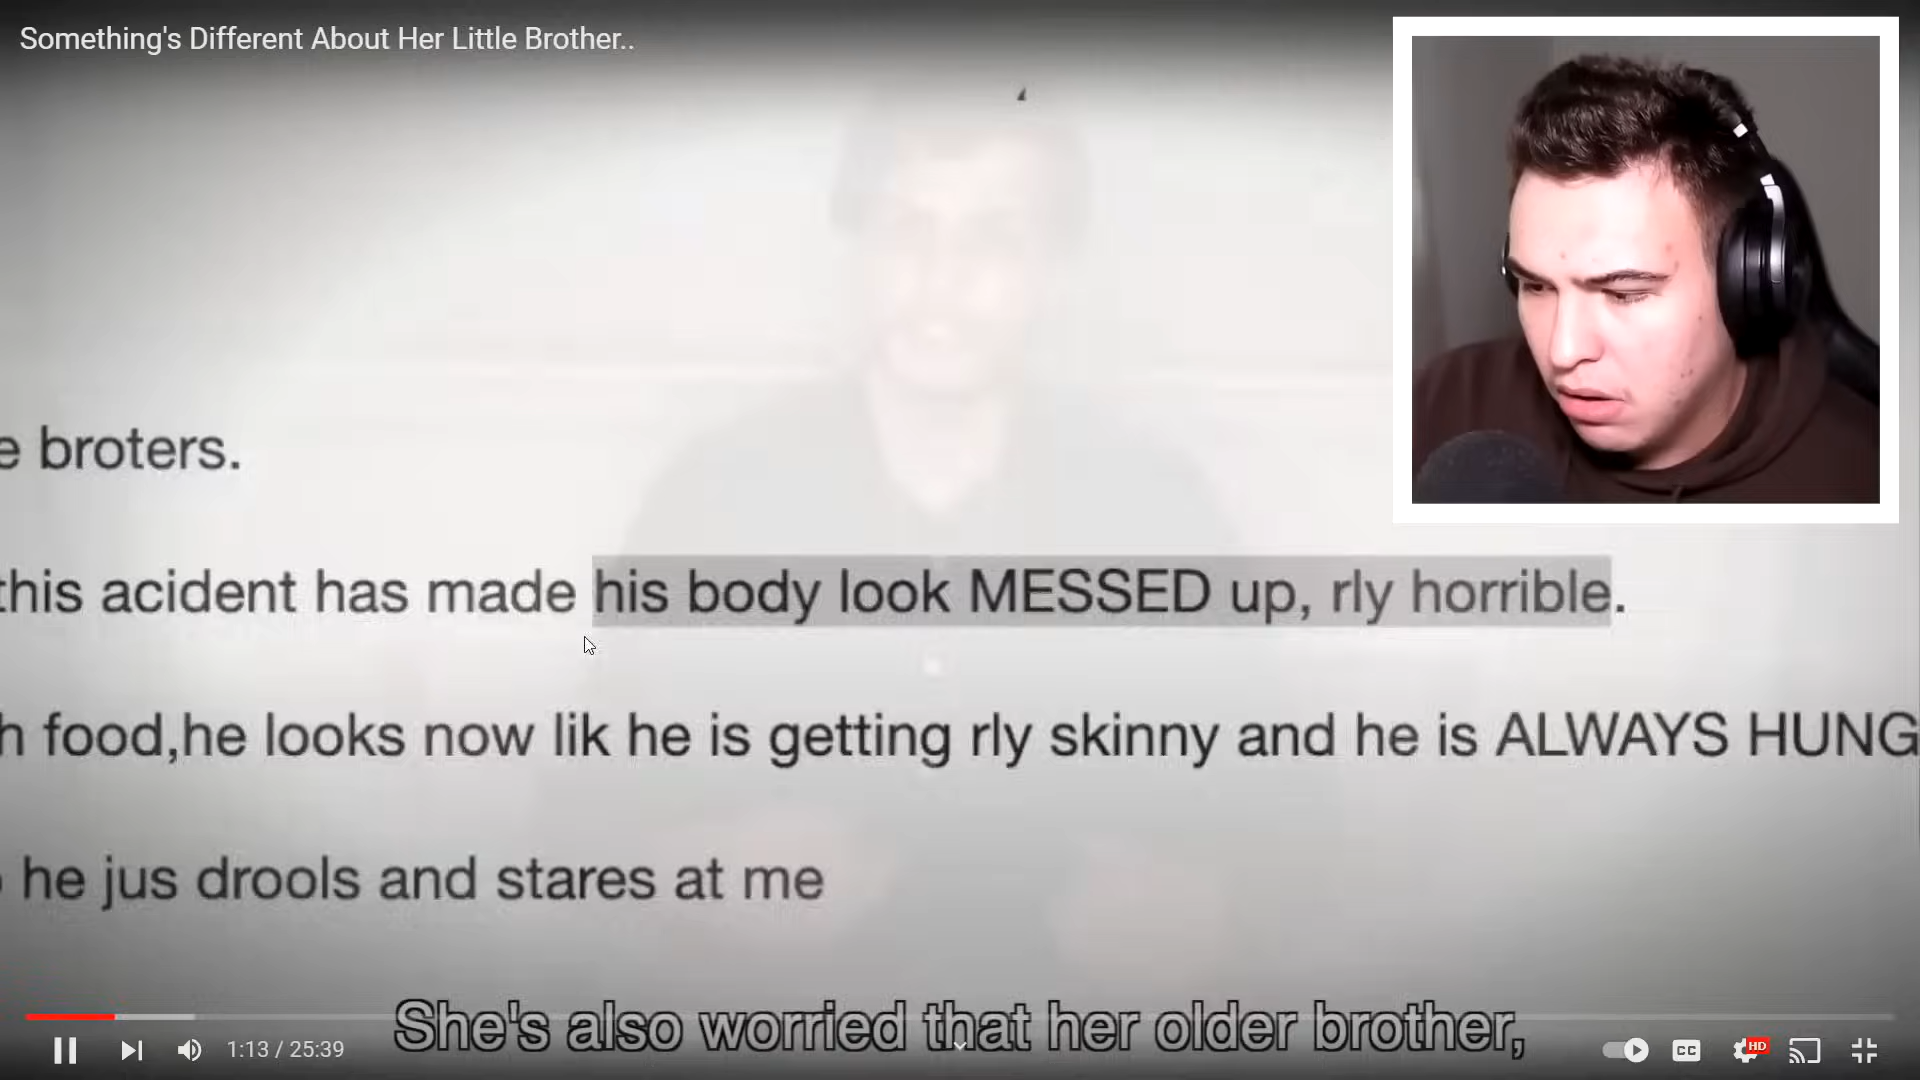 Something's Different About Her Little Brother..
e broters.
this acident has made his body look MESSED up, rly horrible.
h food,he looks now lik he is getting rly skinny and he is ALWAYS HUNG
he jus drools and stares at me
She's also worried that her older brother,
1:13 / 25:39
CC
HD